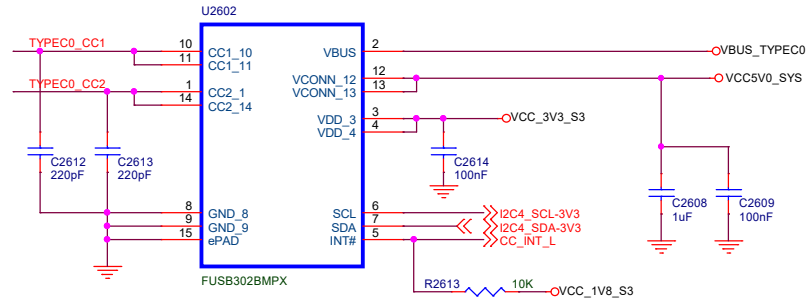 U2602
TYPEC0_CC1
10
CC1_10
11
CC1_11
TYPEC0_CC2
1
CC2_1
14
CC2_14
VBUS
2
VBUS_TYPEC0
VCONN_12
12
VCC5V0_SYS
VCONN_13
13
VDD_3
3
VCC_3V3_S3
VDD_4
4
C2612
220pF
C2613
220pF
C2614
100nF
C2608
1uF
C2609
100nF
8
GND_8
9
GND_9
15
ePAD
SCL
6
I2C4_SCL-3V3
SDA
7
I2C4_SDA-3V3
INT#
5
CC_INT_L
FUSB302BMPX
R2613
10K
VCC_1V8_S3